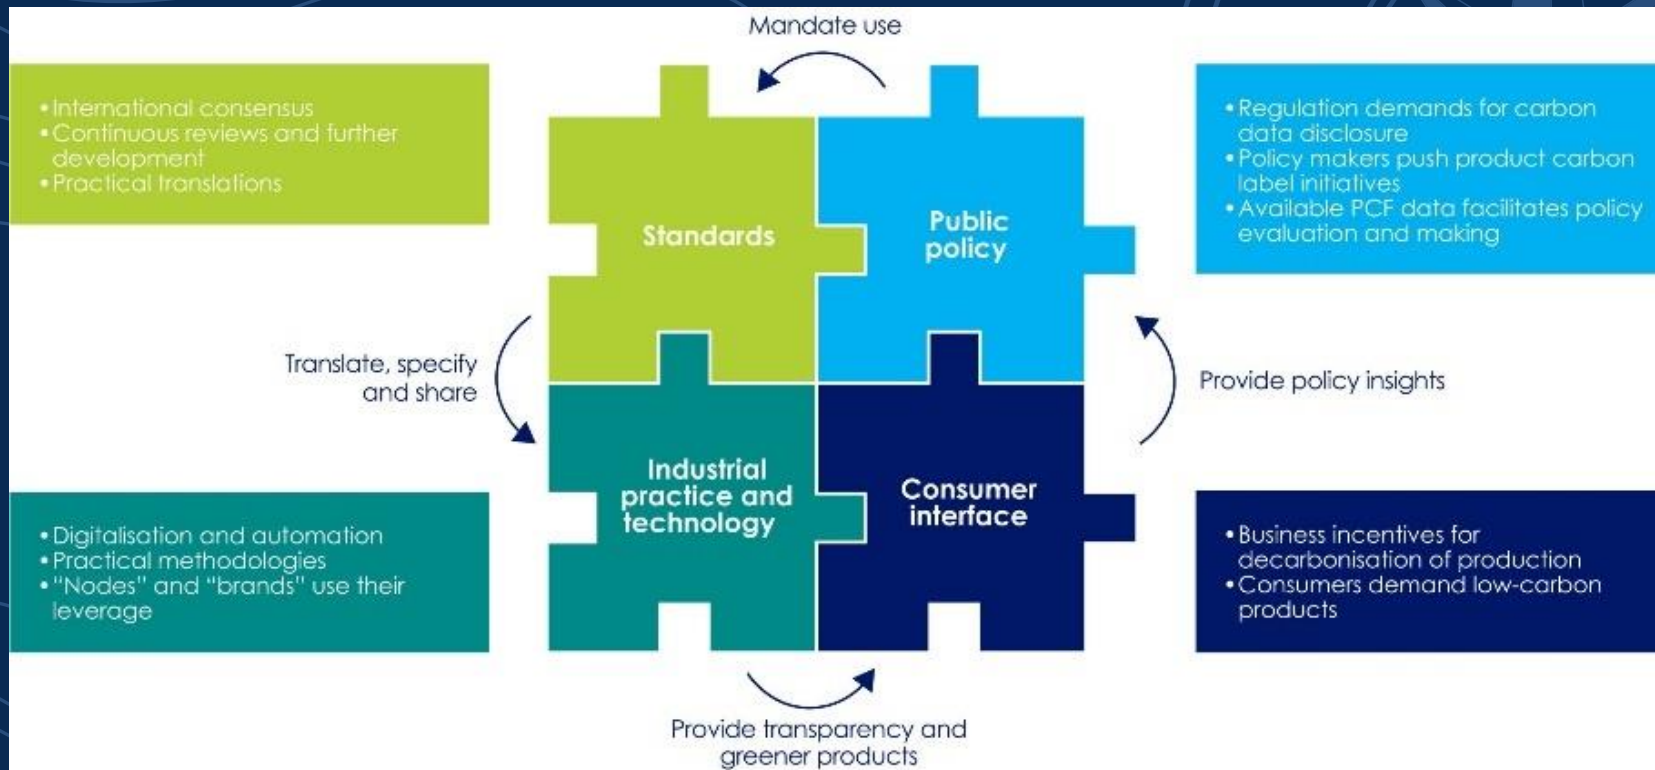 Mandate use
• International consensus
• Continuous reviews and further
development
• Practical translations
Standards
Public
policy
• Regulation demands for carbon
data disclosure
• Policy makers push product carbon
label initiatives
• Available PCF data facilitates policy
evaluation and making
Translate, specify
and share
Provide policy insights
• Digitalisation and automation
• Practical methodologies
• “Nodes” and “brands” use their
leverage
Industrial
practice and
technology
Consumer
interface
• Business incentives for
decarbonisation of production
• Consumers demand low-carbon
products
Provide transparency and
greener products